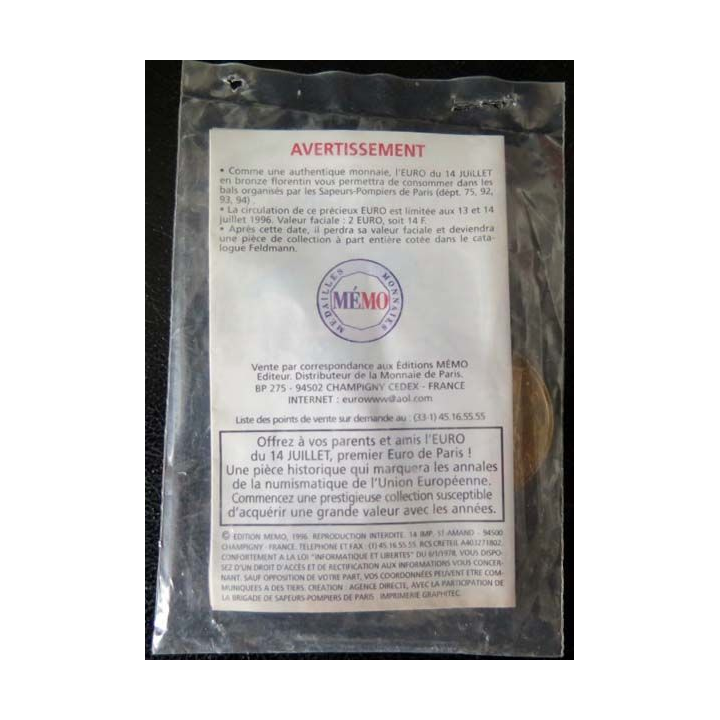 AVERTISSEMENT
• Comme une authentique monnaie, l'EURO du 14 JUILLET
en bronze florentin vous permettra de consommer dans les
bals organisés par les Sapeurs-Pompiers de Paris (dépt. 75, 92,
93, 94)
• La circulation de ce précieux EURO est limitée aux 13 et 14
juillet 1996. Valeur faciale : 2 EURO, soit 14 F.
• Après cette date, il perdra sa valeur faciale et deviendra
une pièce de collection à part entière cotée dans le cata-
logue Feldmann.
MÉDAILLES MONNAIES
MÉMO
Vente par correspondance aux Éditions MÉMO
Editeur. Distributeur de la Monnaie de Paris.
BP 275 - 94502 CHAMPIGNY CEDEX - FRANCE
INTERNET : eurowww@aol.com
Liste des points de vente sur demande au : (33-1) 45.16.55.55
Offrez à vos parents et amis l'EURO
du 14 JUILLET, premier Euro de Paris !
Une pièce historique qui marquera les annales
de la numismatique de l'Union Européenne.
Commencez une prestigieuse collection susceptible
d'acquérir une grande valeur avec les années.
© EDITION MEMO, 1996. REPRODUCTION INTERDITE. 14 IMP. ST-AMAND - 94500
CHAMPIGNY - FRANCE. TELEPHONE ET FAX : (1) 45.16.55.55. RCS CRETEIL A401271802.
CONFORTEMENT A LA LOI "INFORMATIQUE ET LIBERTES" DU 6/1/1978, VOUS DISPO-
SEZ D'UN DROIT D'ACCÈS ET DE RECTIFICATION AUX INFORMATIONS VOUS CONCER-
NANT. SAUF OPPOSITION DE VOTRE PART, VOS COORDONNÉES PEUVENT ETRE COM-
MUNIQUEES A DES TIERS. CREATION : AGENCE DIRECTE, AVEC LA PARTICIPATION DE
LA BRIGADE DE SAPEURS-POMPIERS DE PARIS. IMPRIMERIE GRAPHITEC.